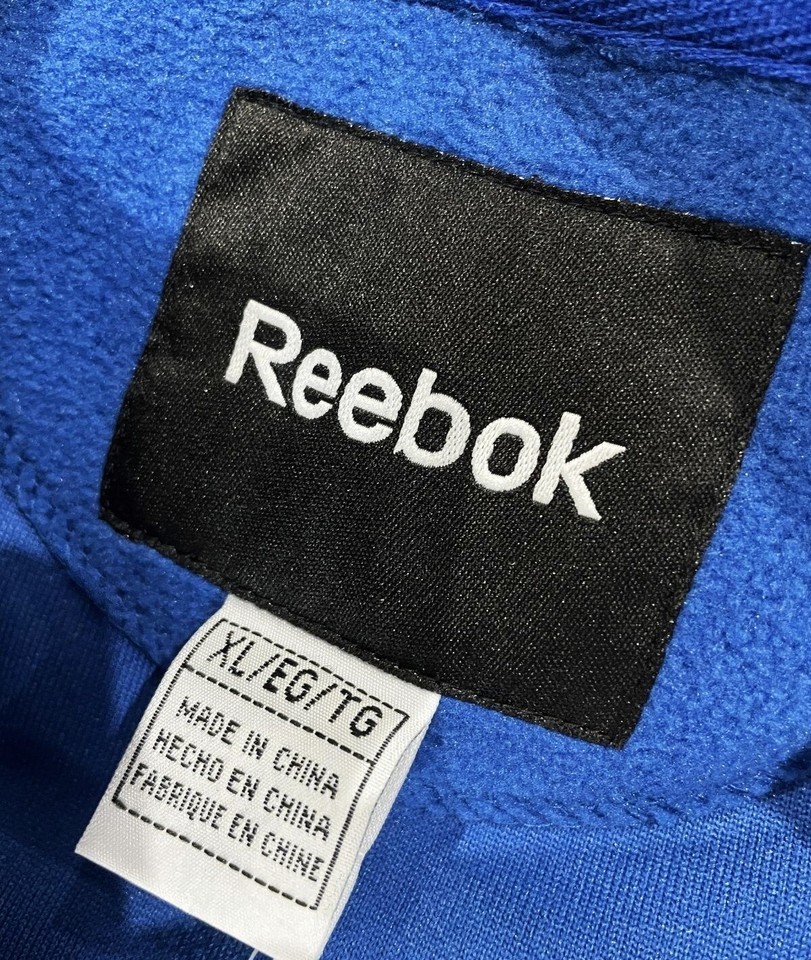 Reebok
XL/EG/TG
MADE IN CHINA
HECHO EN CHINA
FABRIQUE EN CHINE